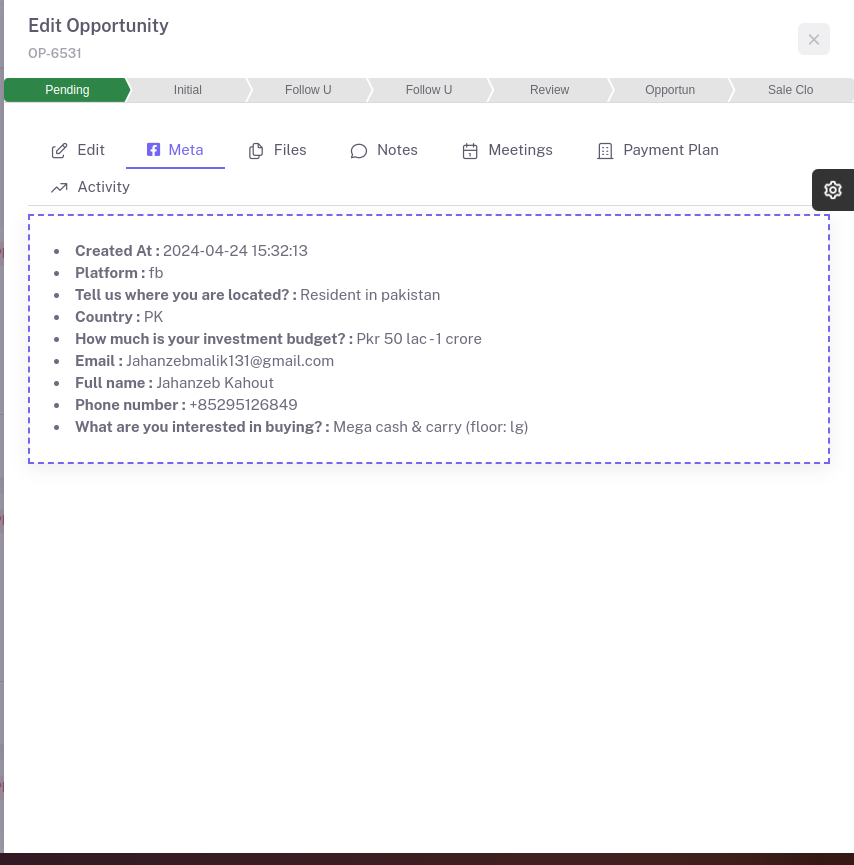 Edit Opportunity
OP-6531
Pending Initial Follow U Follow U Review Opportun Sale Clo
Edit Meta Files Notes Meetings Payment Plan
Activity
Created At : 2024-04-24 15:32:13
Platform : fb
Tell us where you are located? : Resident in pakistan
Country : PK
How much is your investment budget? : Pkr 50 lac - 1 crore
Email : Jahanzebmalik131@gmail.com
Full name : Jahanzeb Kahout
Phone number : +85295126849
What are you interested in buying? : Mega cash & carry (floor: lg)